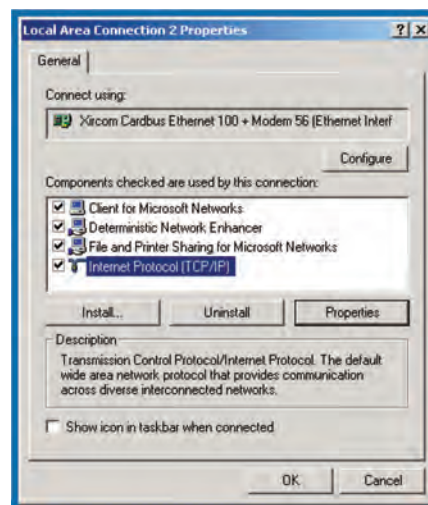 Local Area Connection 2 Properties
? X
General
Connect using:
Xircom Cardbus Ethernet 100 + Modem 56 (Ethernet Interf
Configure
Components checked are used by this connection:
Client for Microsoft Networks
Deterministic Network Enhancer
File and Printer Sharing for Microsoft Networks
Internet Protocol (TCP/IP)
Install... Uninstall Properties
Description
Transmission Control Protocol/Internet Protocol. The default
wide area network protocol that provides communication
across diverse interconnected networks.
Show icon in taskbar when connected
OK Cancel